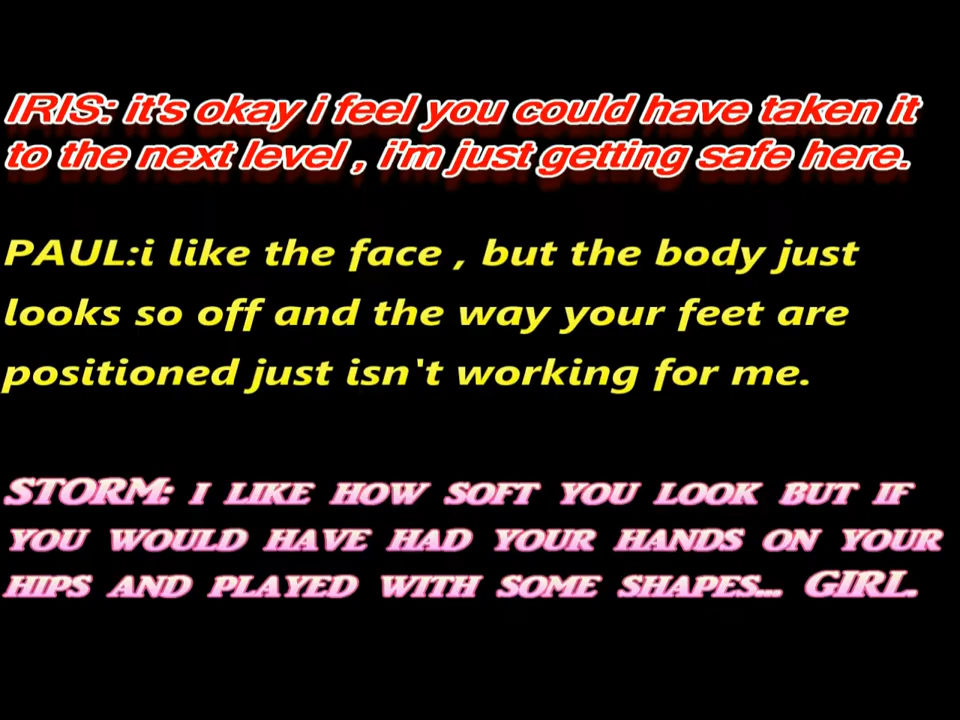 IRIS: it's okay i feel you could have taken it
to the next level , i'm just getting safe here.
PAUL:i like the face , but the body just
looks so off and the way your feet are
positioned just isn't working for me.
STORM: I LIKE HOW SOFT YOU LOOK BUT IF
YOU WOULD HAVE HAD YOUR HANDS ON YOUR
HIPS AND PLAYED WITH SOME SHAPES... GIRL.